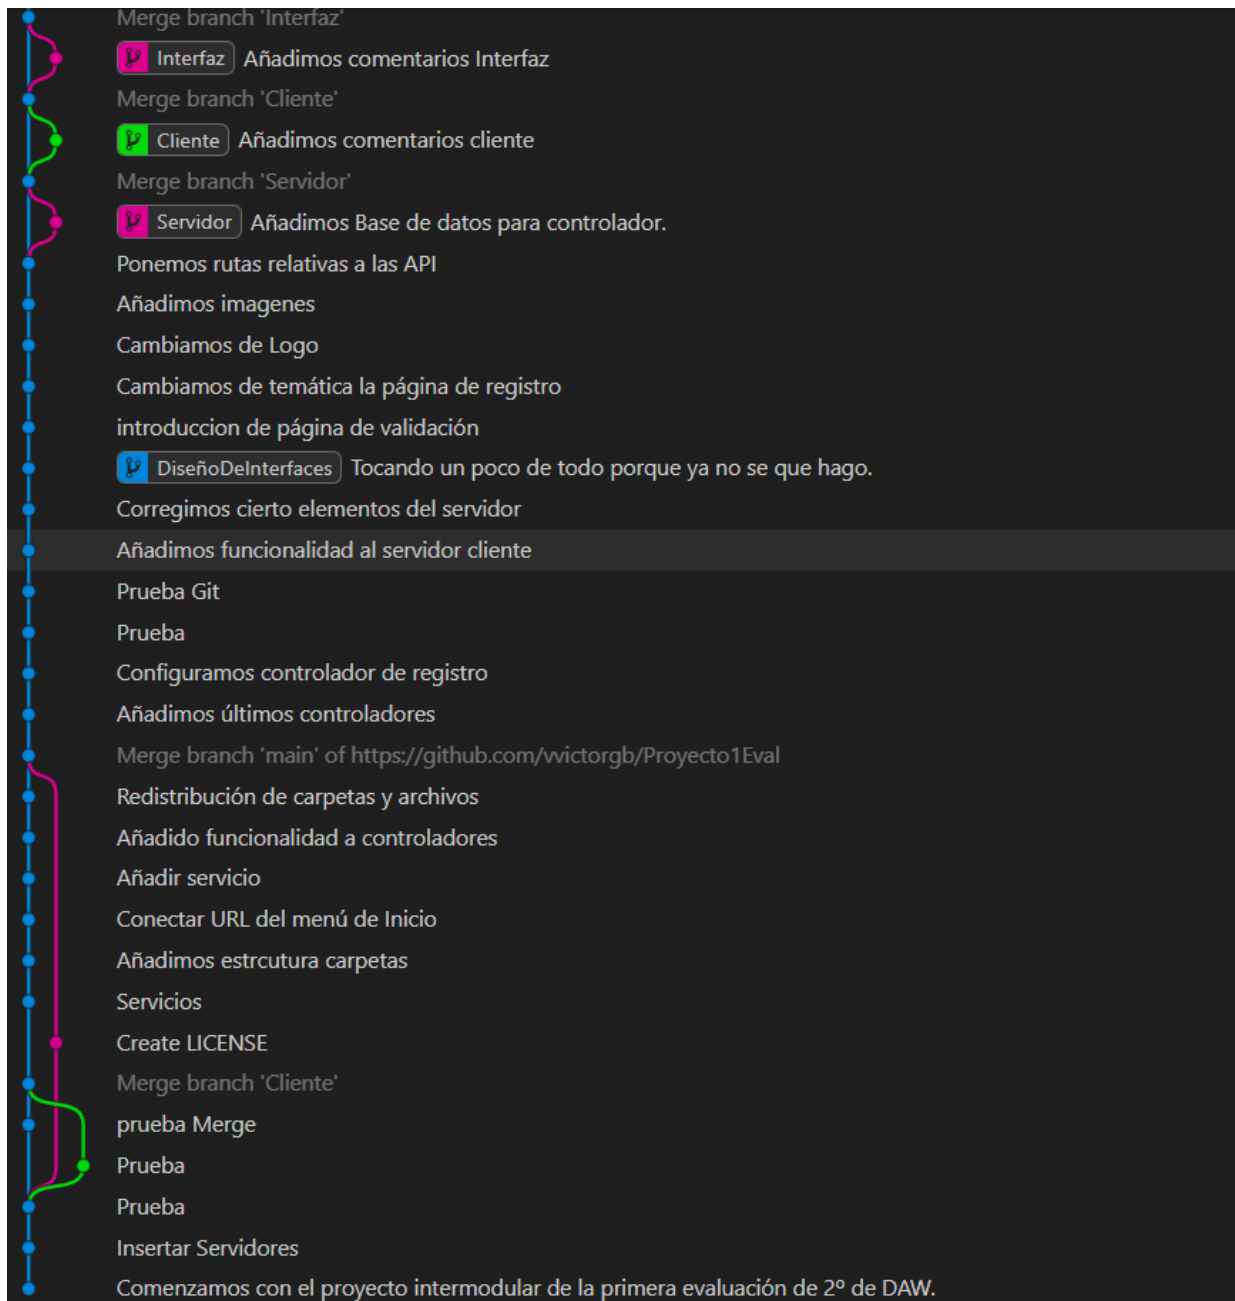 Merge branch 'Interfaz'
Interfaz Añadimos comentarios Interfaz
Merge branch 'Cliente'
Cliente Añadimos comentarios cliente
Merge branch 'Servidor'
Servidor Añadimos Base de datos para controlador.
Ponemos rutas relativas a las API
Añadimos imagenes
Cambiamos de Logo
Cambiamos de temática la página de registro
introduccion de página de validación
DiseñoDeInterfaces Tocando un poco de todo porque ya no se que hago.
Corregimos cierto elementos del servidor
Añadimos funcionalidad al servidor cliente
Prueba Git
Prueba
Configuramos controlador de registro
Añadimos últimos controladores
Merge branch 'main' of https://github.com/vvictorgb/Proyecto1Eval
Redistribución de carpetas y archivos
Añadido funcionalidad a controladores
Añadir servicio
Conectar URL del menú de Inicio
Añadimos estrcutura carpetas
Servicios
Create LICENSE
Merge branch 'Cliente'
prueba Merge
Prueba
Prueba
Insertar Servidores
Comenzamos con el proyecto intermodular de la primera evaluación de 2º de DAW.